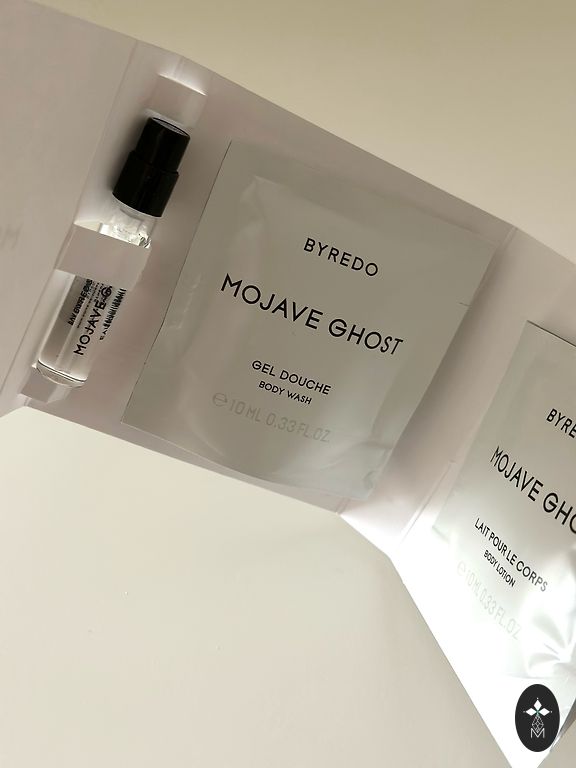 MOJAVE G
BYREDO
MOJAVE GHOST
GEL DOUCHE
BODY WASH
℮ 10 ML 0.33 FL.OZ.
BYRE
MOJAVE GHO
LAIT POUR LE CORPS
BODY LOTION
℮ 10 ML 0.33 FL.OZ.
M